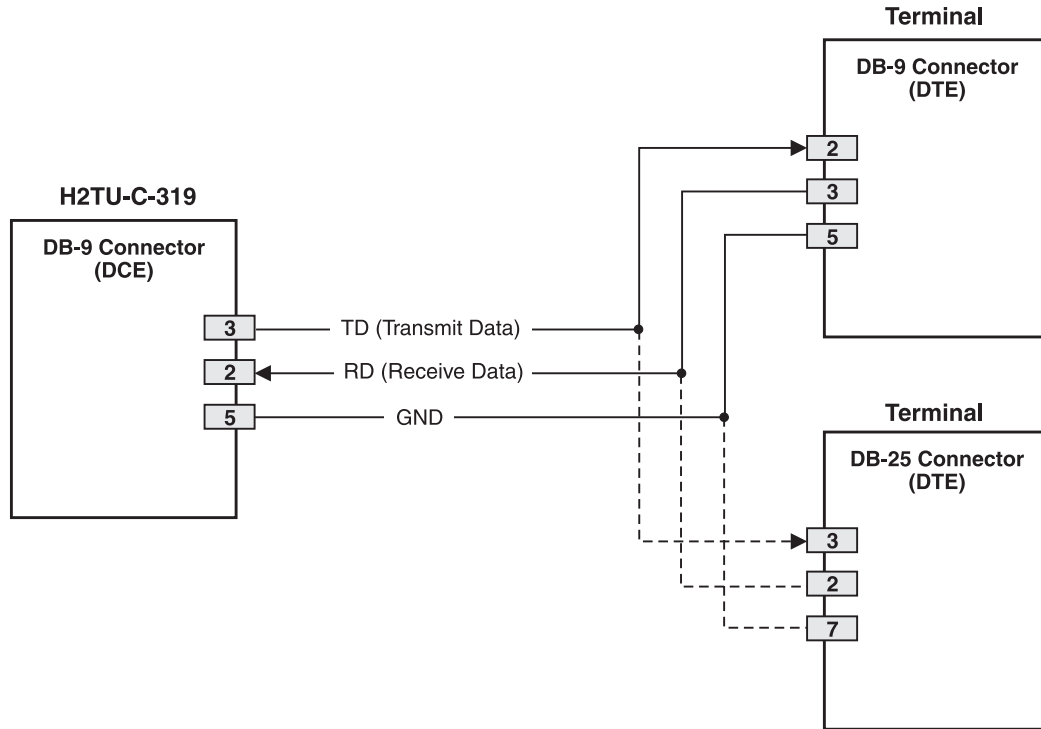 Terminal
DB-9 Connector
(DTE)
2
3
5
H2TU-C-319
DB-9 Connector
(DCE)
3
TD (Transmit Data)
2
RD (Receive Data)
5
GND
Terminal
DB-25 Connector
(DTE)
3
2
7